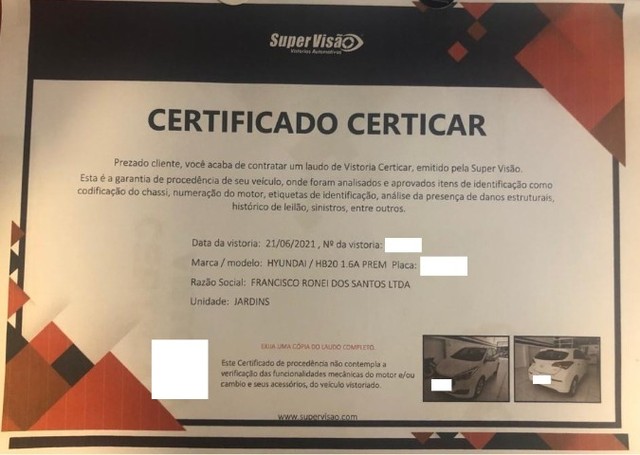 Super Visão
Vistorias Automotivas
CERTIFICADO CERTICAR
Prezado cliente, você acaba de contratar um laudo de Vistoria Certicar, emitido pela Super Visão.
Esta é a garantia de procedência de seu veículo, onde foram analisados e aprovados itens de identificação como
codificação do chassi, numeração do motor, etiquetas de identificação, análise da presença de danos estruturais,
histórico de leilão, sinistros, entre outros.
Data da vistoria: 21/06/2021 , Nº da vistoria:
Marca / modelo: HYUNDAI / HB20 1.6A PREM Placa:
Razão Social: FRANCISCO RONEI DOS SANTOS LTDA
Unidade: JARDINS
UMA CÓPIA DO LAUDO COMPLETO.
Este Certificado de procedência não contempla a
verificação das funcionalidades mecânicas do motor e/ou
cambio e seus acessórios, do veículo vistoriado.
www.supervisao.com